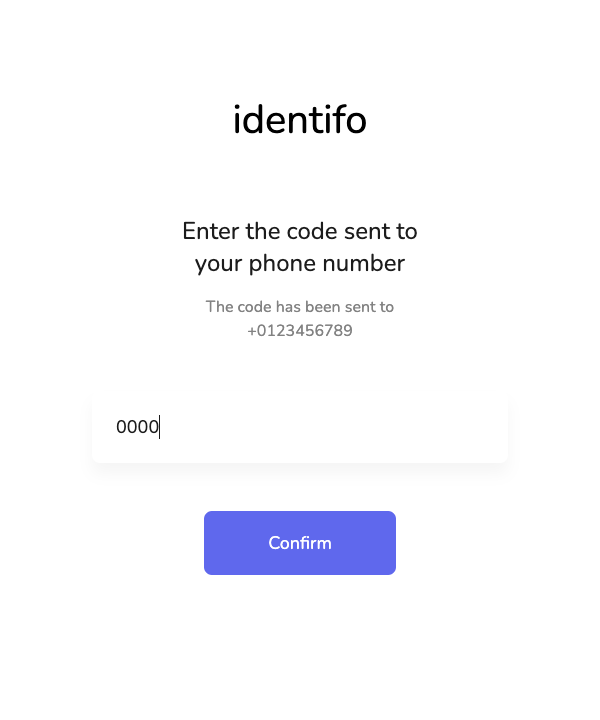 identifo
Enter the code sent to
your phone number
The code has been sent to
+0123456789
0000
Confirm